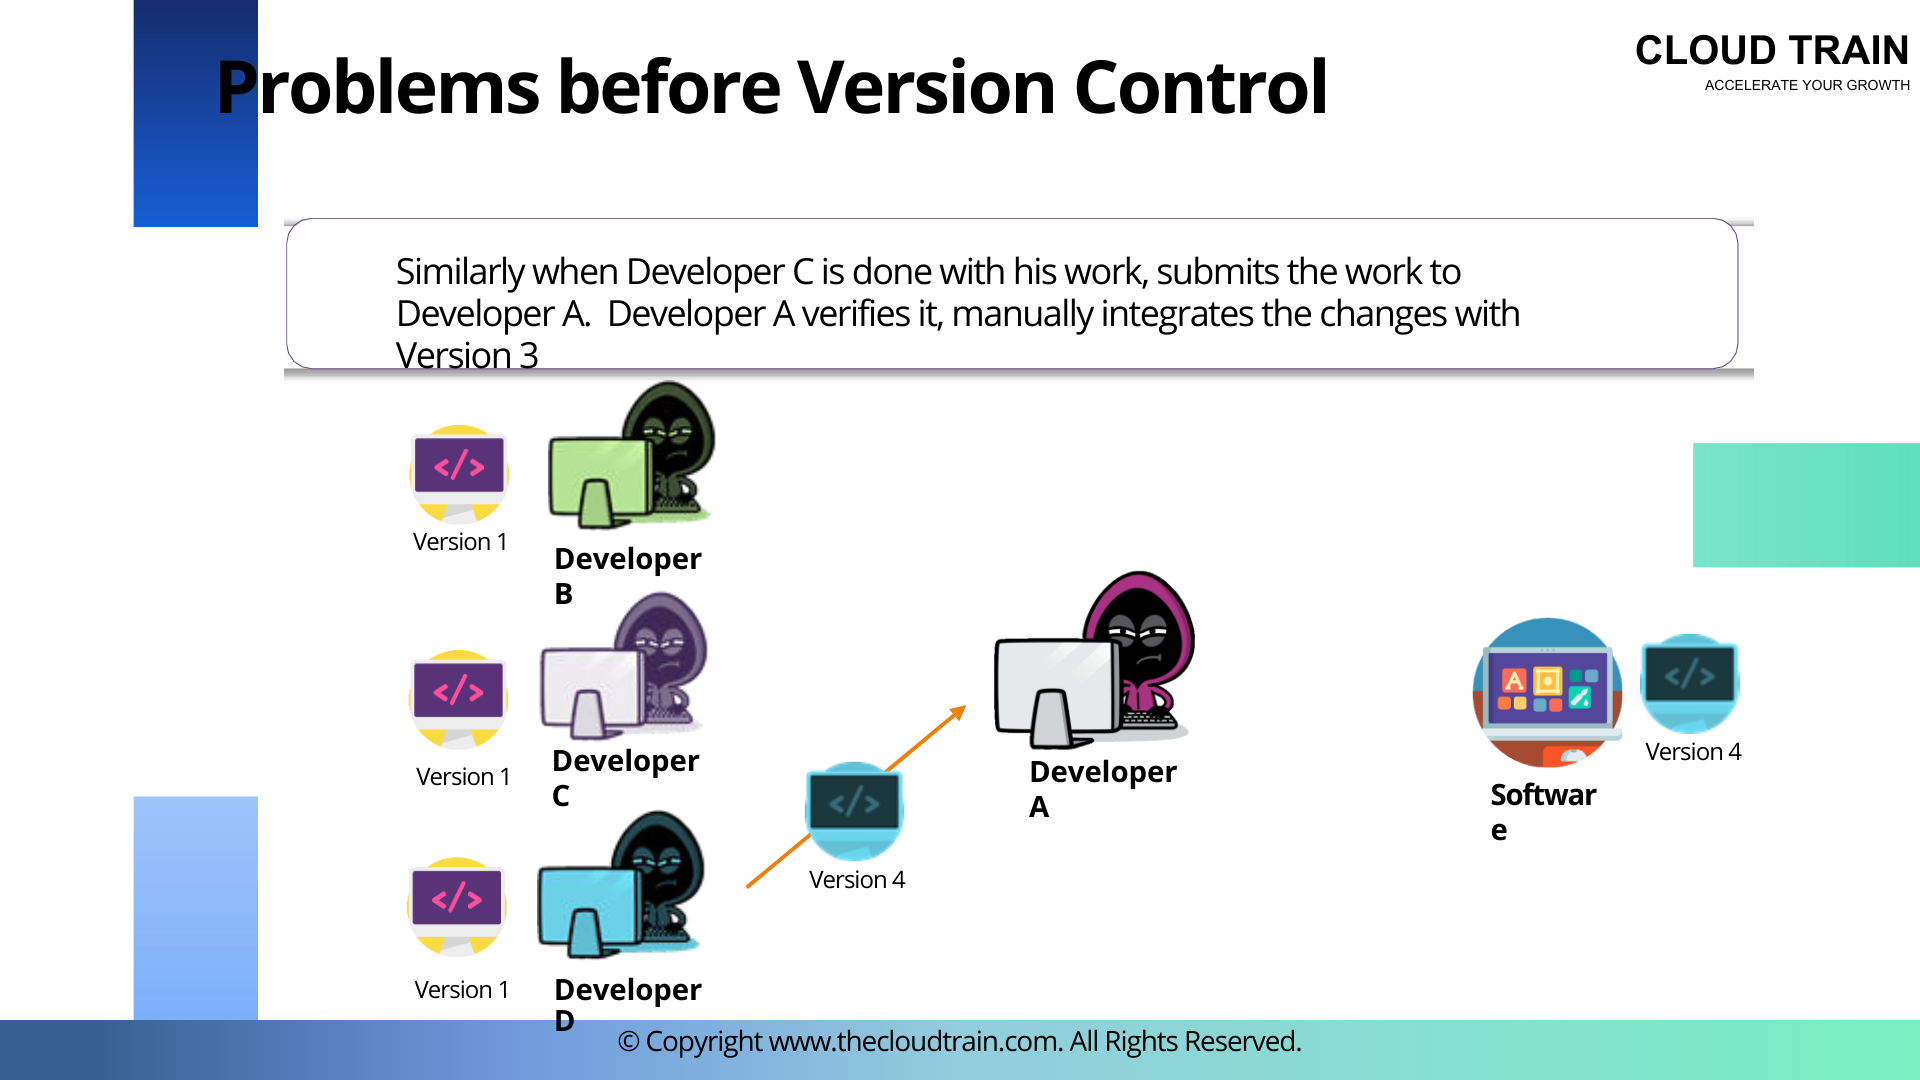 Problems before Version Control
CLOUD TRAIN
ACCELERATE YOUR GROWTH
Similarly when Developer C is done with his work, submits the work to
Developer A.  Developer A verifies it, manually integrates the changes with
Version 3
</>
Version 1
Developer
B
</>
Version 1
Developer
C
</>
Version 4
Developer
A
A
Softwar
e
</>
Version 4
</>
Version 1
Developer
D
© Copyright www.thecloudtrain.com. All Rights Reserved.